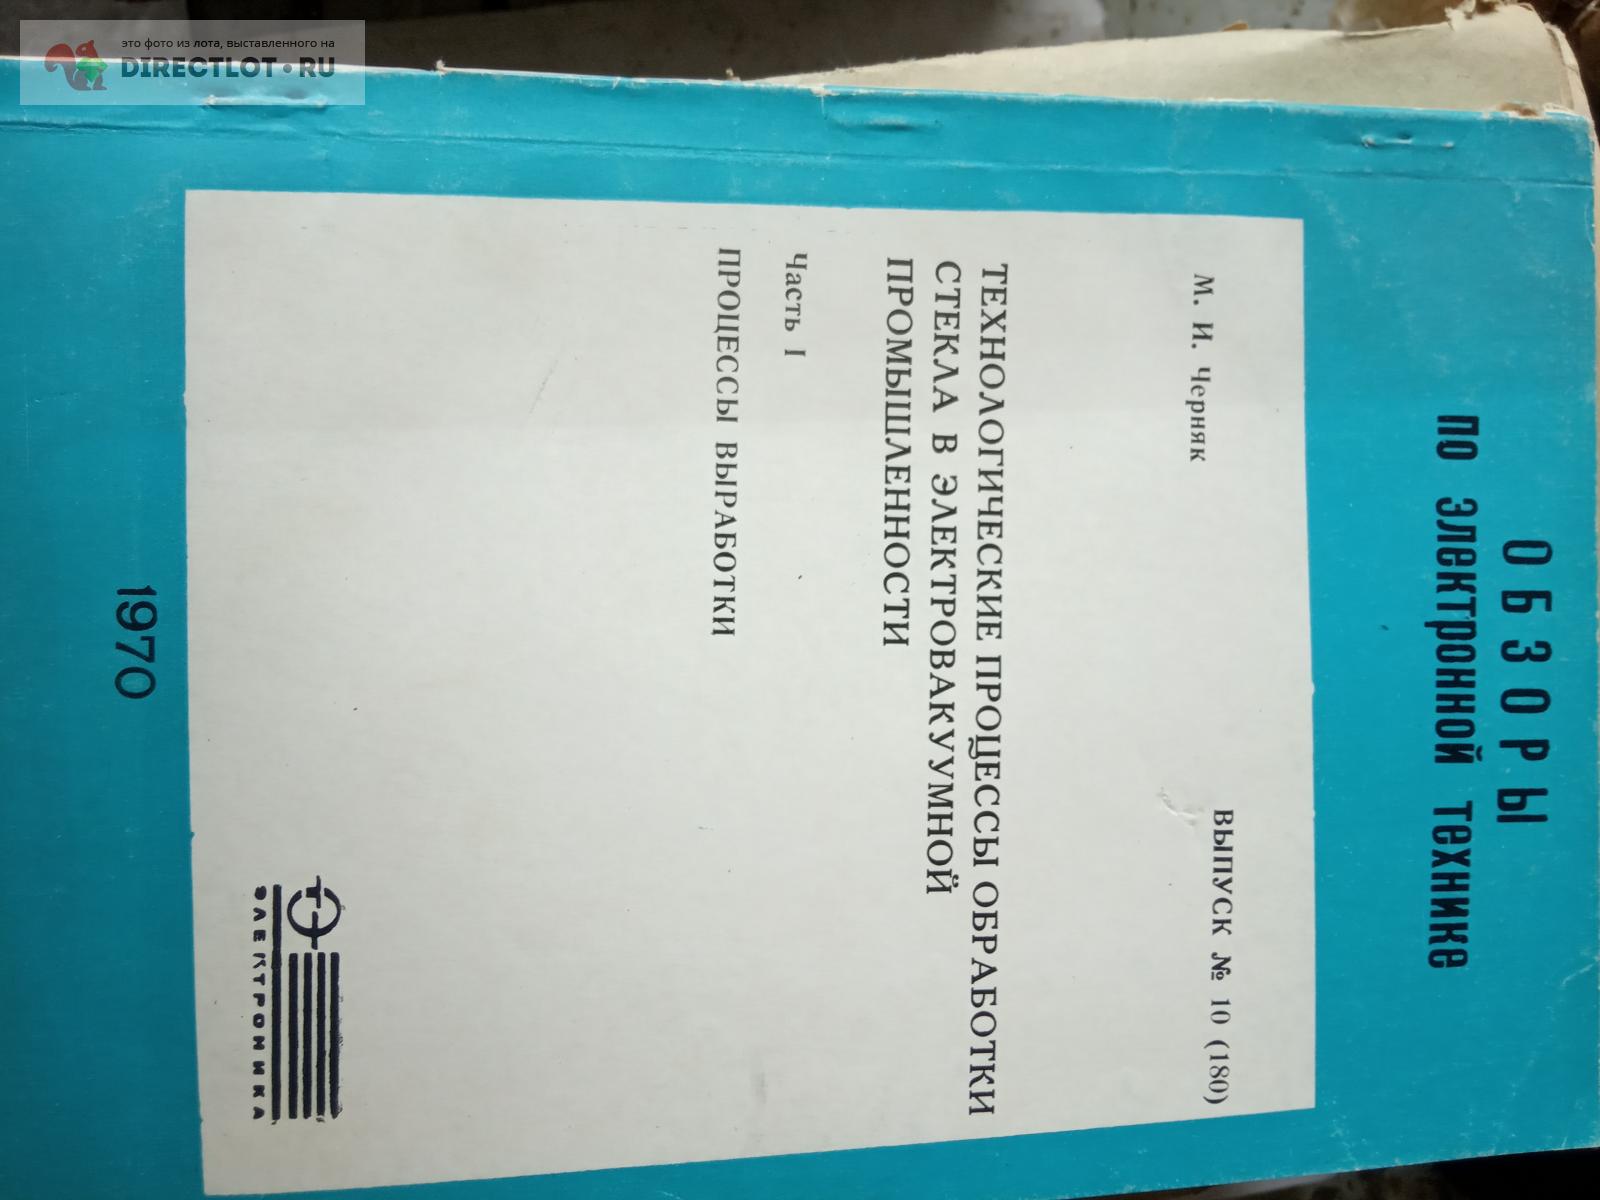 это фото из лота, выставленного на
DIRECTLOT.RU
ОБЗОРЫ
по электронной технике
ВЫПУСК № 10 (180)
М. И. Черняк
ТЕХНОЛОГИЧЕСКИЕ ПРОЦЕССЫ ОБРАБОТКИ
СТЕКЛА В ЭЛЕКТРОВАКУУМНОЙ
ПРОМЫШЛЕННОСТИ
Часть I
ПРОЦЕССЫ ВЫРАБОТКИ
ЭЛЕКТРОНИКА
1970